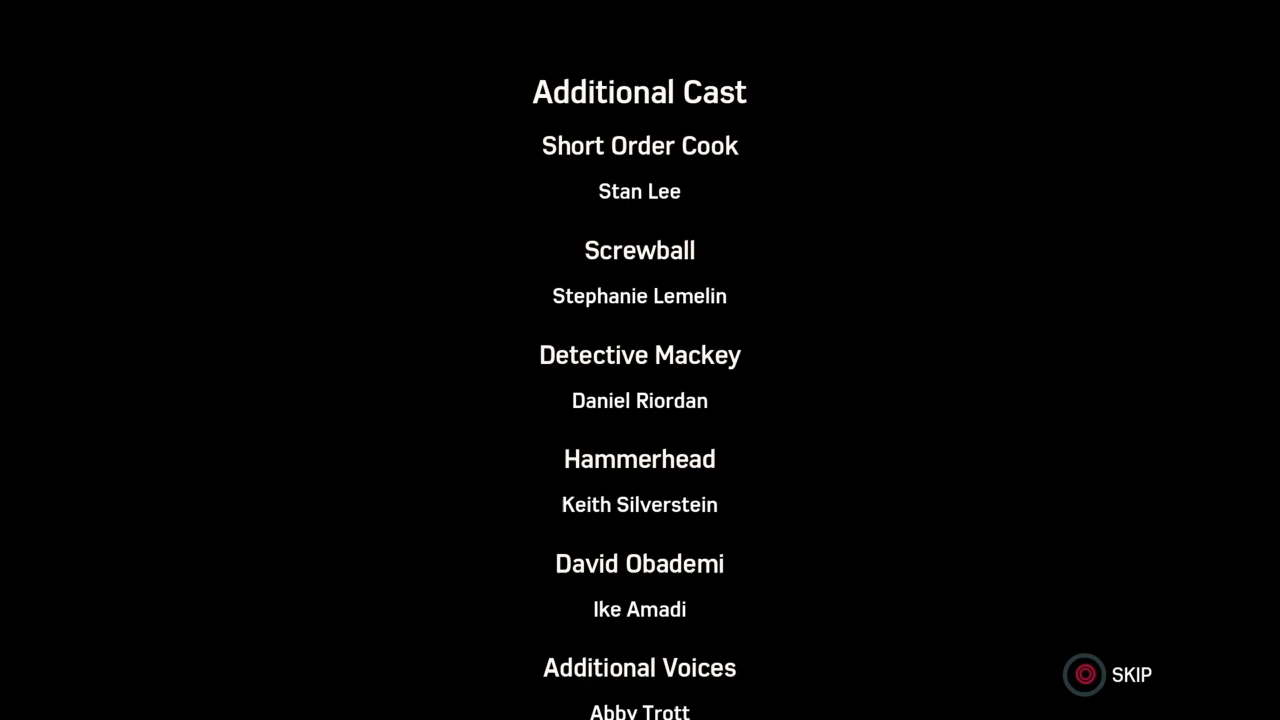 Additional Cast
Short Order Cook
Stan Lee
Screwball
Stephanie Lemelin
Detective Mackey
Daniel Riordan
Hammerhead
Keith Silverstein
David Obademi
Ike Amadi
Additional Voices
Abby Trott
SKIP